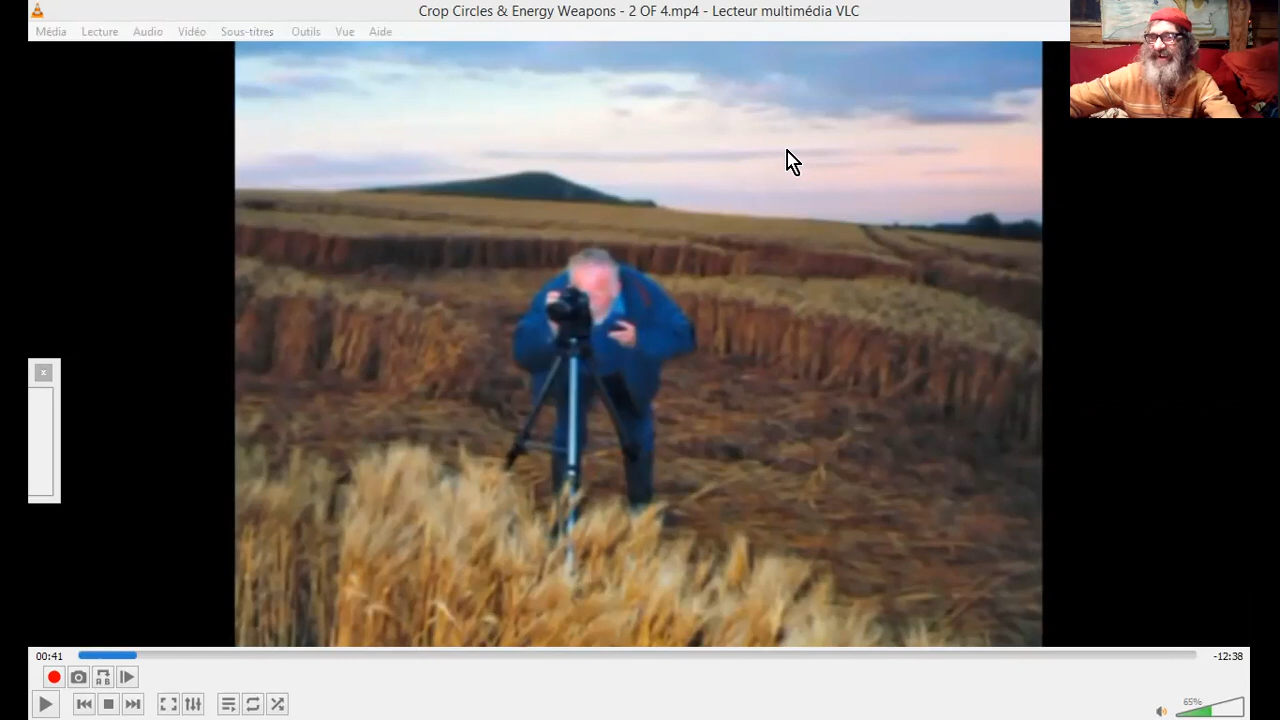 Crop Circles & Energy Weapons - 2 OF 4.mp4 - Lecteur multimédia VLC
Média Lecture Audio Vidéo Sous-titres Outils Vue Aide
x
00:41 -12:38
A B
65%